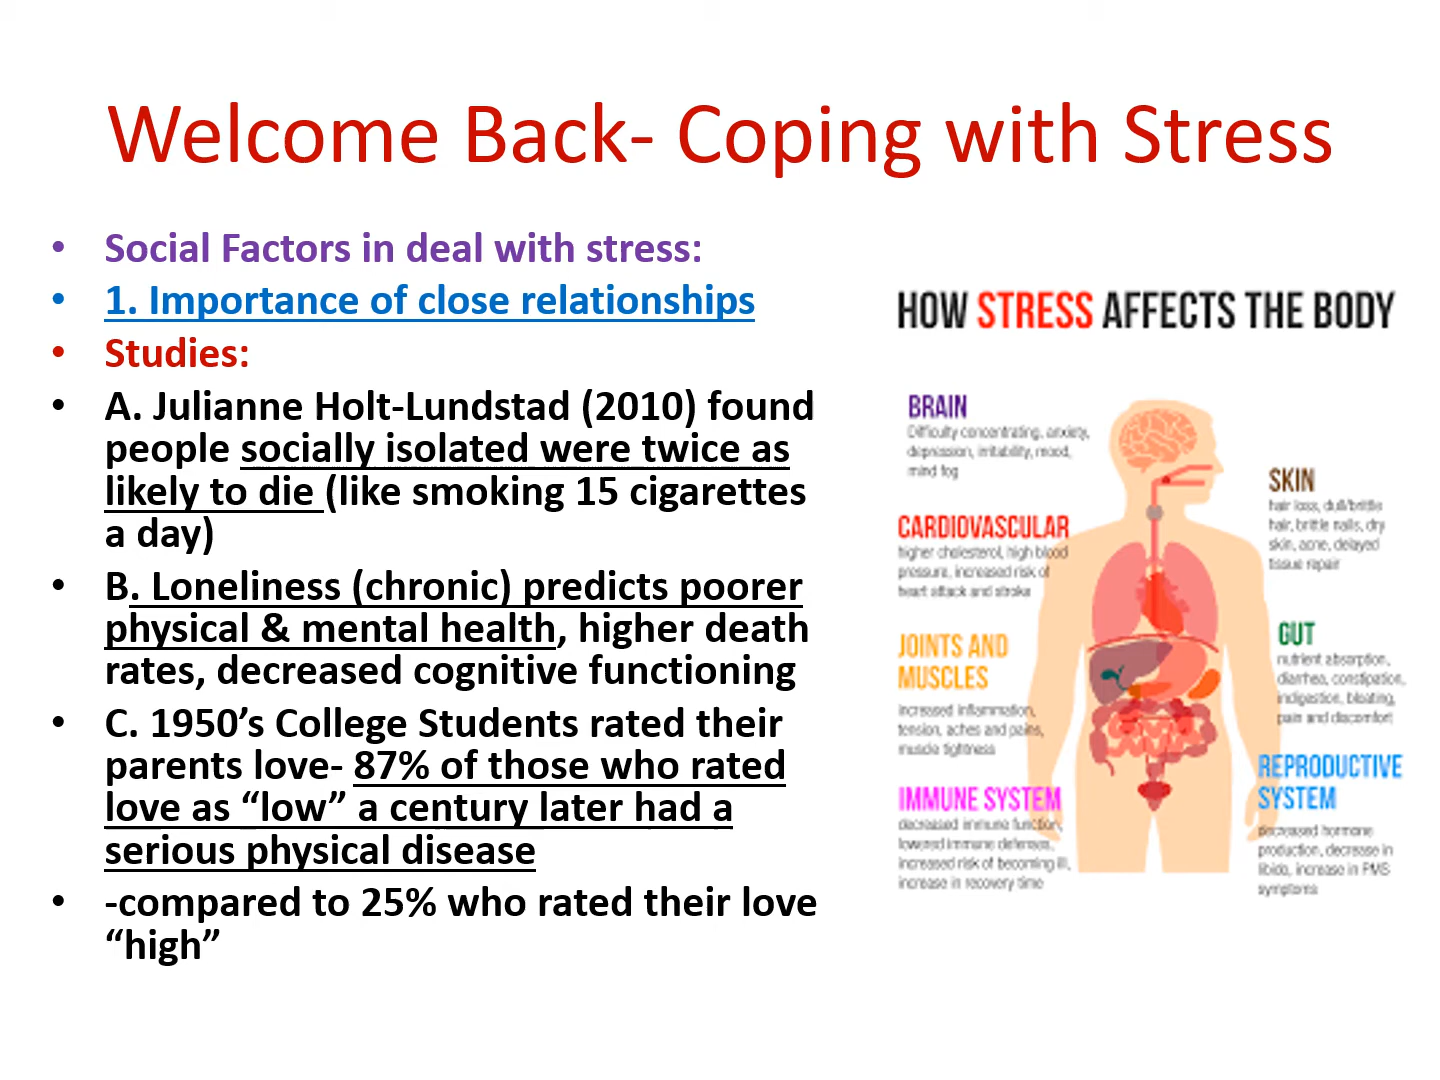 Welcome Back- Coping with Stress
• Social Factors in deal with stress:
• 1. Importance of close relationships
• Studies:
• A. Julianne Holt-Lundstad (2010) found
people socially isolated were twice as
likely to die (like smoking 15 cigarettes
a day)
• B. Loneliness (chronic) predicts poorer
physical & mental health, higher death
rates, decreased cognitive functioning
• C. 1950’s College Students rated their
parents love- 87% of those who rated
love as “low” a century later had a
serious physical disease
• -compared to 25% who rated their love
“high”
HOW STRESS AFFECTS THE BODY
BRAIN
Difficulty concentrating, anxiety,
depression, irritability, mood,
mind fog
CARDIOVASCULAR
higher cholesterol, high blood
pressure, increased risk of
heart attack and stroke
JOINTS AND
MUSCLES
increased inflammation,
tension, aches and pains,
muscle tightness
IMMUNE SYSTEM
decreased immune function,
lowered immune defenses,
increased risk of becoming ill,
increase in recovery time
SKIN
hair loss, dull/brittle
hair, brittle nails, dry
skin, acne, delayed
tissue repair
GUT
nutrient absorption,
diarrhea, constipation,
indigestion, bloating,
pain and discomfort
REPRODUCTIVE
SYSTEM
decreased hormone
production, decrease in
libido, increase in PMS
symptoms